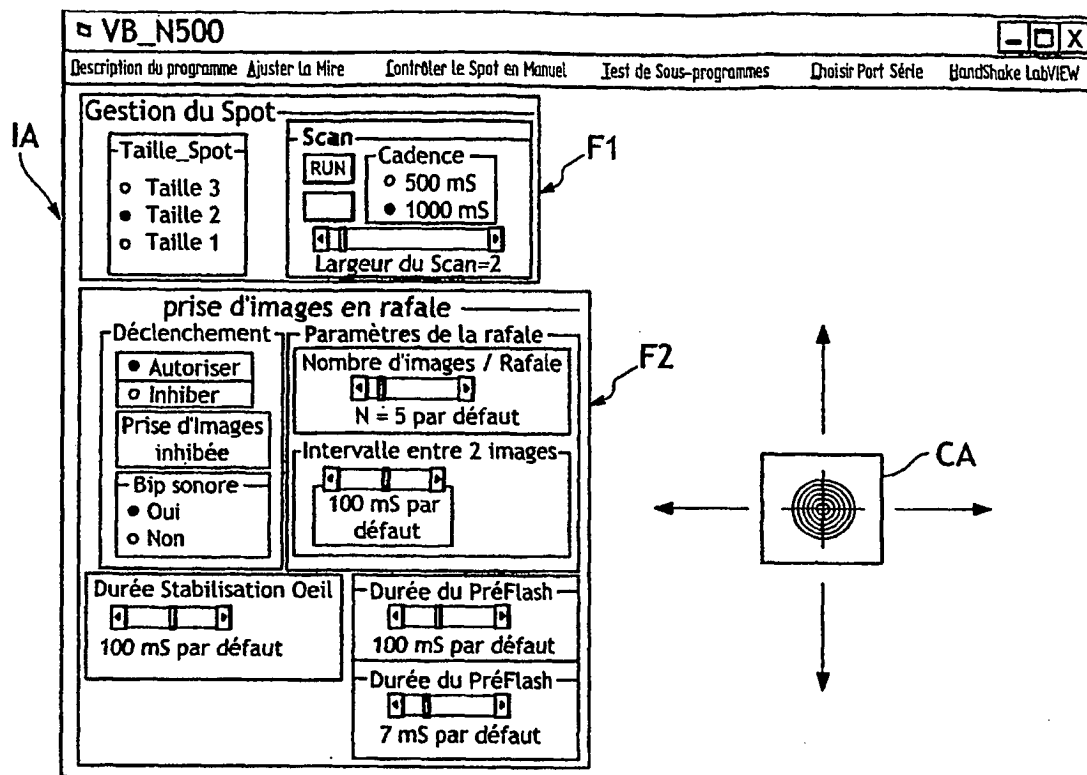 VB_N500
Description du programme Ajuster La Mire Contrôler le Spot en Manuel Test de Sous-programmes Choisir Port Série HandShake LabVIEW
IA
Gestion du Spot
Taille_Spot
Taille 3
Taille 2
Taille 1
Scan
RUN
Cadence
500 mS
1000 mS
Largeur du Scan=2
F1
prise d'images en rafale
Déclenchement
Autoriser
Inhiber
Prise d'Images
inhibée
Bip sonore
Oui
Non
Paramètres de la rafale
Nombre d'images / Rafale
N = 5 par défaut
Intervalle entre 2 images
100 mS par
défaut
F2
CA
Durée Stabilisation Oeil
100 mS par défaut
Durée du PréFlash
100 mS par défaut
Durée du PréFlash
7 mS par défaut